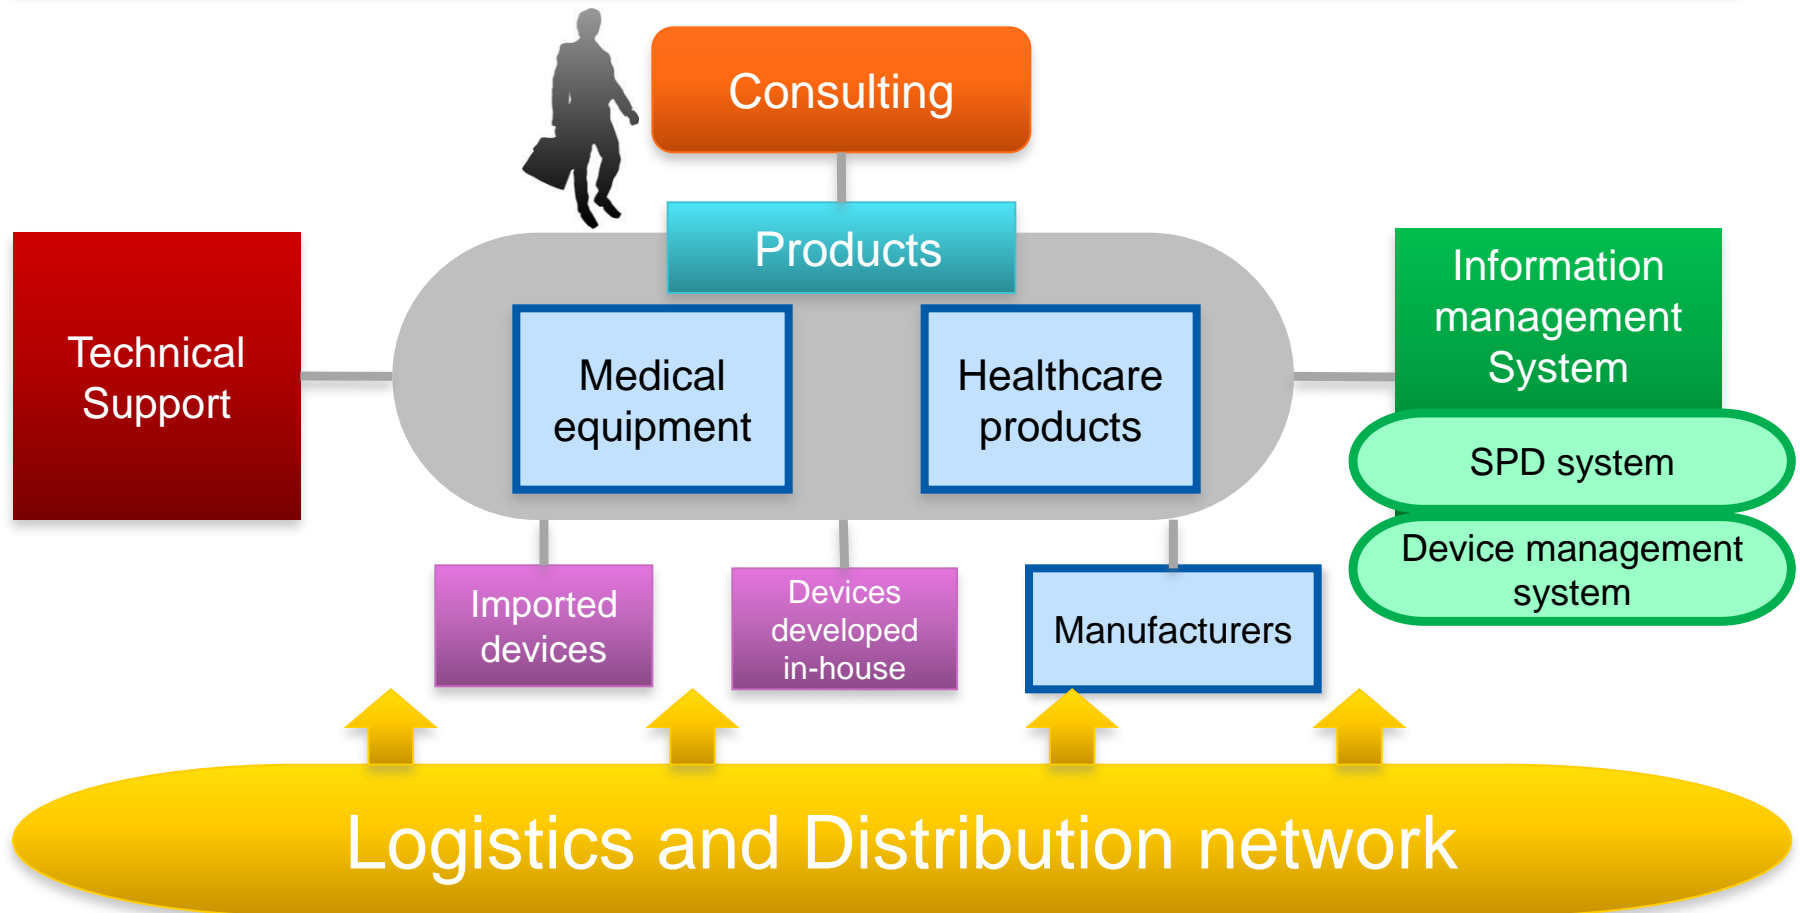 Consulting
Products
Technical
Support
Medical
equipment
Healthcare
products
Information
management
System
SPD system
Device management
system
Imported
devices
Devices
developed
in-house
Manufacturers
Logistics and Distribution network